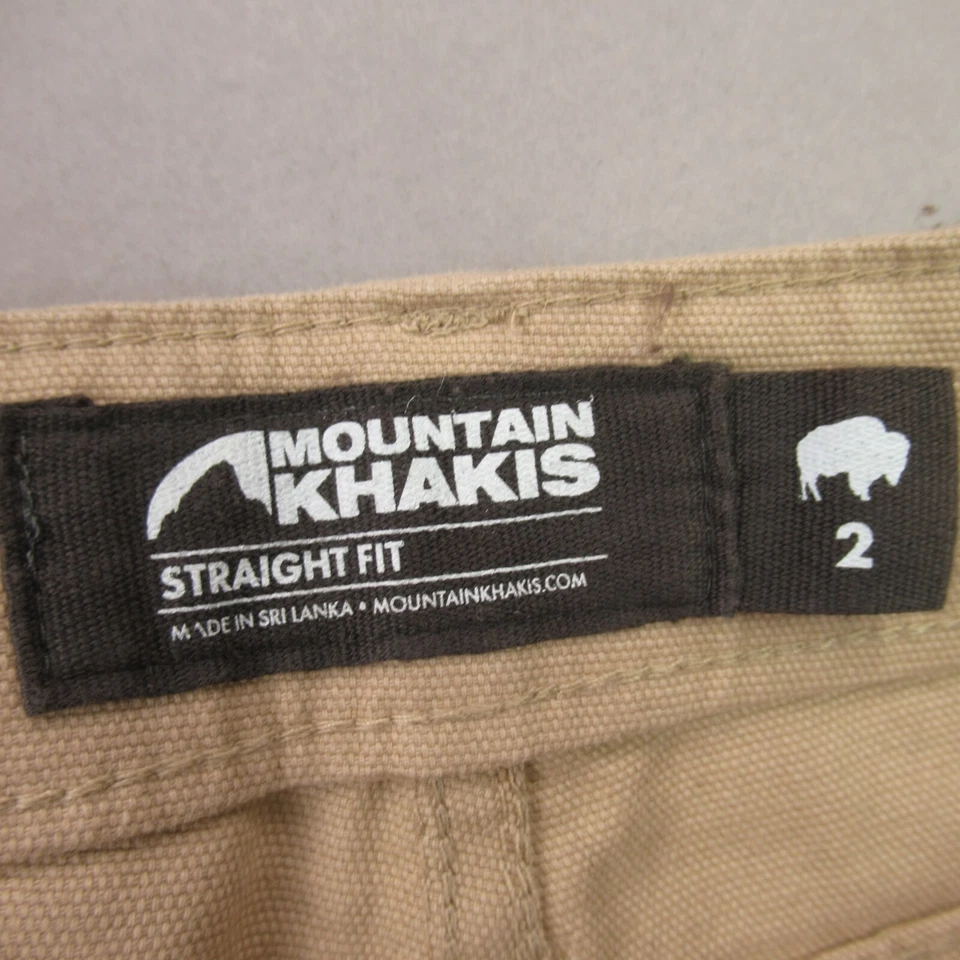 MOUNTAIN
KHAKIS
STRAIGHT FIT
MADE IN SRI LANKA • MOUNTAINKHAKIS.COM
2